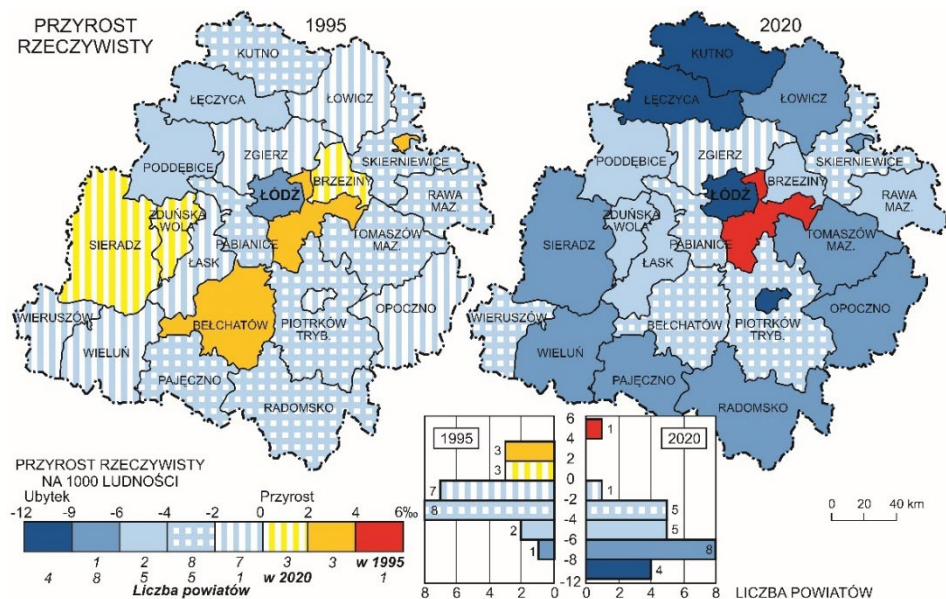 PRZYROST
RZECZYWISTY
1995
KUTNO
ŁĘCZYCA
ŁOWICZ
PODDĘBICE
ZGIERZ
SKIERNIEWICE
ŁÓDŹ
BRZEZINY
RAWA
MAZ.
SIERADZ
ZDUŃSKA
WOLA
PABIANICE
TOMASZÓW
MAZ.
ŁASK
WIERUSZÓW
BEŁCHATÓW
PIOTRKÓW
TRYB.
OPOCZNO
WIELUŃ
PAJĘCZNO
RADOMSKO
2020
KUTNO
ŁĘCZYCA
ŁOWICZ
PODDĘBICE
ZGIERZ
SKIERNIEWICE
ŁÓDŹ
BRZEZINY
RAWA
MAZ.
SIERADZ
ZDUŃSKA
WOLA
PABIANICE
TOMASZÓW
MAZ.
ŁASK
WIERUSZÓW
BEŁCHATÓW
PIOTRKÓW
TRYB.
OPOCZNO
WIELUŃ
PAJĘCZNO
RADOMSKO
PRZYROST RZECZYWISTY
NA 1000 LUDNOŚCI
Ubytek Przyrost
-12 -9 -6 -4 -2 0 2 4 6‰
1 2 8 7 3 3 w 1995
4 8 5 5 1 w 2020 1
Liczba powiatów
1995
3
3
7
8
2
1
8 6 4 2 0
6
4
2
0
-2
-4
-6
-8
-12
2020
1
1
5
5
8
4
0 2 4 6 8
LICZBA POWIATÓW
0 20 40 km